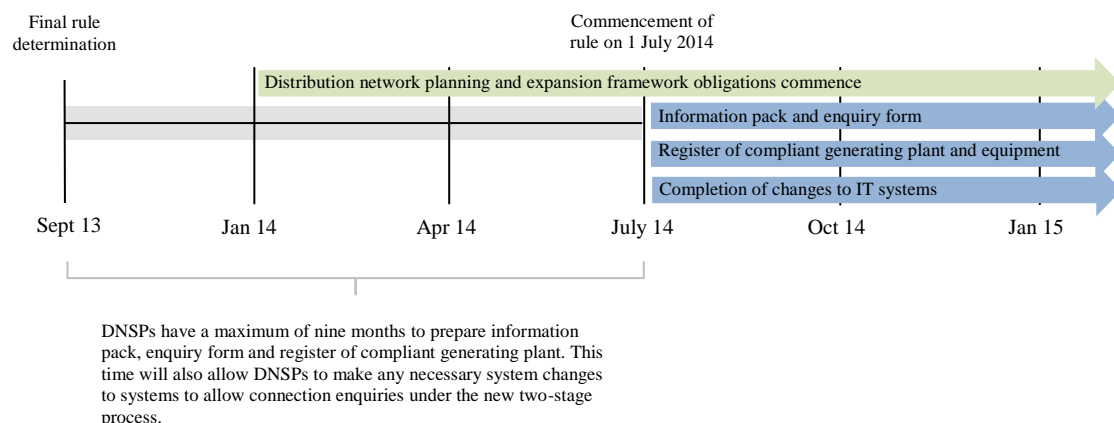 Final rule
determination
Commencement of
rule on 1 July 2014
Distribution network planning and expansion framework obligations commence
Information pack and enquiry form
Register of compliant generating plant and equipment
Completion of changes to IT systems
Sept 13
Jan 14
Apr 14
July 14
Oct 14
Jan 15
DNSPs have a maximum of nine months to prepare information
pack, enquiry form and register of compliant generating plant. This
time will also allow DNSPs to make any necessary system changes
to systems to allow connection enquiries under the new two-stage
process.